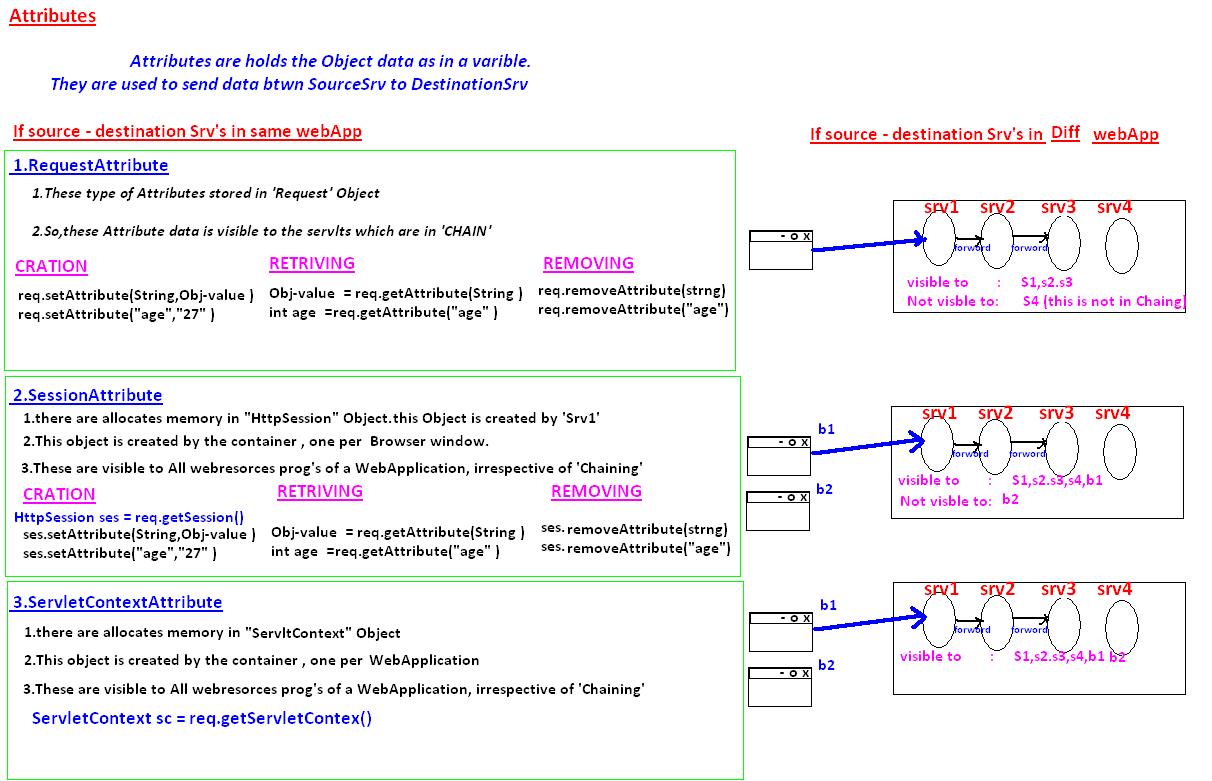 Attributes
Attributes are holds the Object data as in a varible.
They are used to send data btwn SourceSrv to DestinationSrv
If source - destination Srv's in same webApp
If source - destination Srv's in Diff webApp
1.RequestAttribute
1.These type of Attributes stored in 'Request' Object
2.So,these Attribute data is visible to the servlts which are in 'CHAIN'
CRATION RETRIVING REMOVING
req.setAttribute(String,Obj-value ) Obj-value = req.getAttribute(String ) req.removeAttribute(strng)
req.setAttribute("age","27" ) int age =req.getAttribute("age" ) req.removeAttribute("age")
- o x
srv1 srv2 srv3 srv4
forword forword
visible to : S1,s2.s3
Not visble to: S4 (this is not in Chaing)
2.SessionAttribute
1.there are allocates memory in "HttpSession" Object.this Object is created by 'Srv1'
2.This object is created by the container , one per Browser window.
3.These are visible to All webresorces prog's of a WebApplication, irrespective of 'Chaining'
CRATION RETRIVING REMOVING
HttpSession ses = req.getSession()
ses.setAttribute(String,Obj-value ) Obj-value = req.getAttribute(String ) ses.removeAttribute(strng)
ses.setAttribute("age","27" ) int age =req.getAttribute("age" ) ses.removeAttribute("age")
b1
- o x
b2
- o x
srv1 srv2 srv3 srv4
forword forword
visible to : S1,s2.s3,s4,b1
Not visble to: b2
3.ServletContextAttribute
1.there are allocates memory in "ServltContext" Object
2.This object is created by the container , one per WebApplication
3.These are visible to All webresorces prog's of a WebApplication, irrespective of 'Chaining'
ServletContext sc = req.getServletContex()
b1
- o x
b2
- o x
srv1 srv2 srv3 srv4
forword forword
visible to : S1,s2.s3,s4,b1 b2